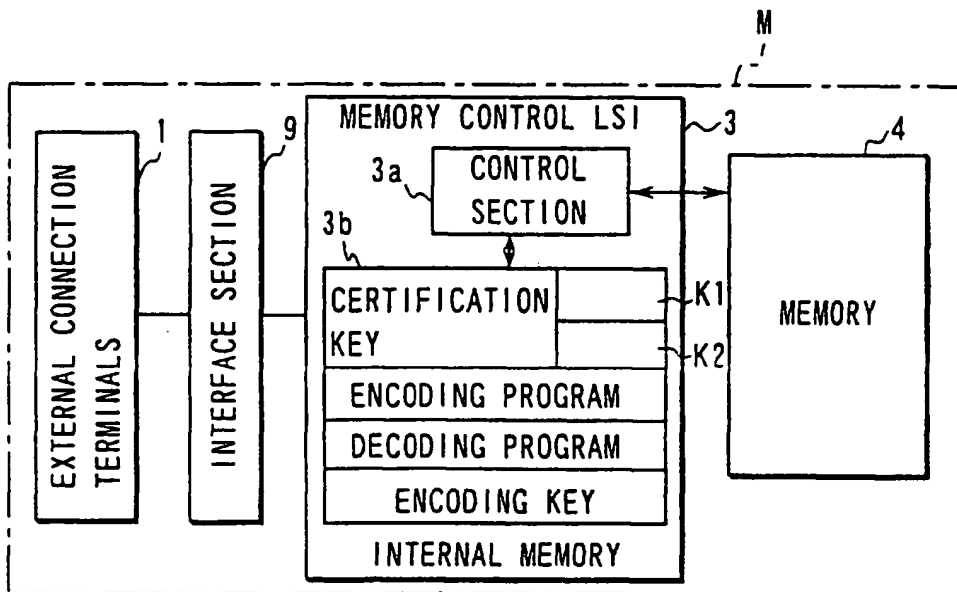 M
1
EXTERNAL CONNECTION
TERMINALS
9
INTERFACE SECTION
MEMORY CONTROL LSI
3
3a
CONTROL
SECTION
3b
CERTIFICATION
KEY
K1
K2
ENCODING PROGRAM
DECODING PROGRAM
ENCODING KEY
INTERNAL MEMORY
4
MEMORY